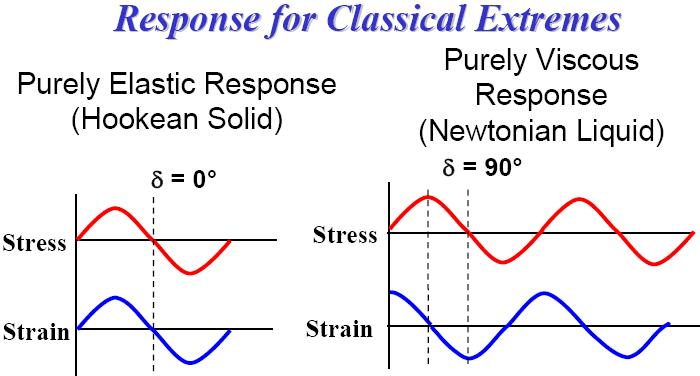 Response for Classical Extremes
Purely Elastic Response
(Hookean Solid)
δ = 0°
Stress
Strain
Purely Viscous
Response
(Newtonian Liquid)
δ = 90°
Stress
Strain